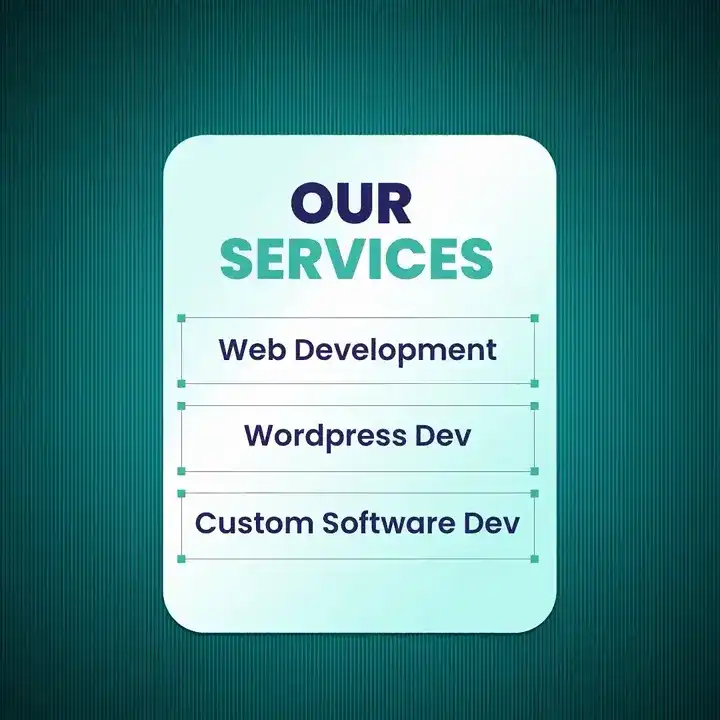 OUR
SERVICES
Web Development
Wordpress Dev
Custom Software Dev